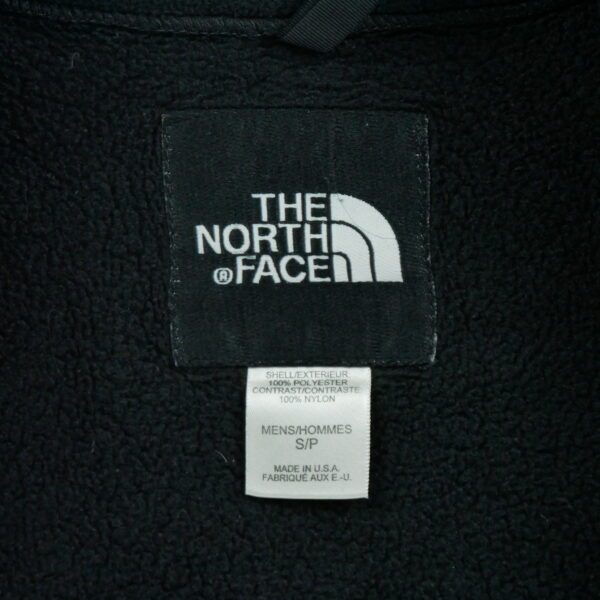 THE
NORTH
®FACE
SHELL/EXTERIEUR
100% POLYESTER
CONTRAST/CONTRASTE
100% NYLON
MENS/HOMMES
S/P
MADE IN U.S.A.
FABRIQUÉ AUX E.-U.